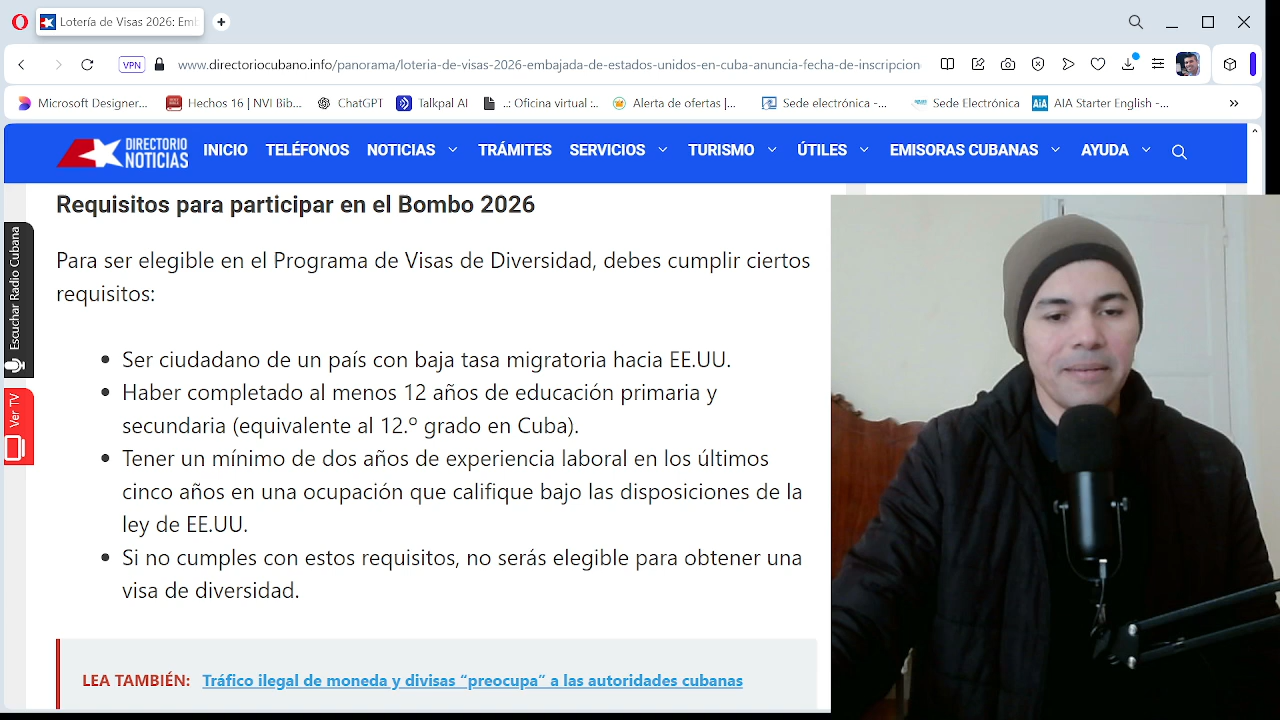 Lotería de Visas 2026: Emb
VPN
www.directoriocubano.info/panorama/loteria-de-visas-2026-embajada-de-estados-unidos-en-cuba-anuncia-fecha-de-inscripcion
Microsoft Designer...
Hechos 16 | NVI Bib...
ChatGPT
Talkpal AI
..: Oficina virtual :..
Alerta de ofertas |...
Sede electrónica -...
Sede Electrónica
AiA
AIA Starter English -...
DIRECTORIO
NOTICIAS
INICIO
TELÉFONOS
NOTICIAS
TRÁMITES
SERVICIOS
TURISMO
ÚTILES
EMISORAS CUBANAS
AYUDA
Escuchar Radio Cubana
Ver TV
Requisitos para participar en el Bombo 2026
Para ser elegible en el Programa de Visas de Diversidad, debes cumplir ciertos
requisitos:
Ser ciudadano de un país con baja tasa migratoria hacia EE.UU.
Haber completado al menos 12 años de educación primaria y
secundaria (equivalente al 12.º grado en Cuba).
Tener un mínimo de dos años de experiencia laboral en los últimos
cinco años en una ocupación que califique bajo las disposiciones de la
ley de EE.UU.
Si no cumples con estos requisitos, no serás elegible para obtener una
visa de diversidad.
LEA TAMBIÉN: Tráfico ilegal de moneda y divisas “preocupa” a las autoridades cubanas